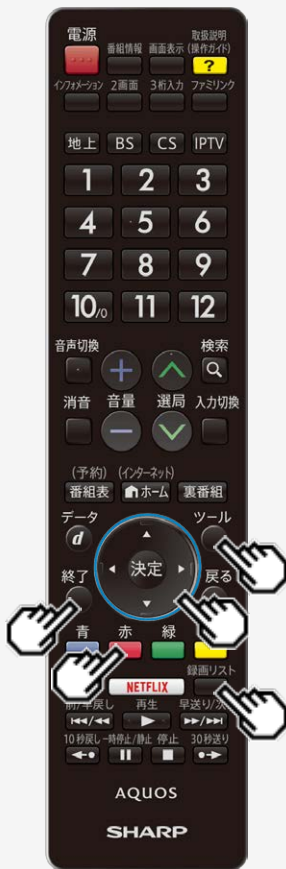 電源
取扱説明
番組情報 画面表示 (操作ガイド)
?
インフォメーション 2画面 3桁入力 ファミリンク
地上 BS CS IPTV
1 2 3
4 5 6
7 8 9
10/0 11 12
音声切換 検索
+
消音 音量 選局 入力切換
−
(予約) (インターネット)
番組表 ホーム 裏番組
データ ツール
d
決定
終了 戻る
青 赤 緑
録画リスト
NETFLIX
前/早戻し 再生 早送り/次
10秒戻し 一時停止/静止 停止 30秒送り
AQUOS
SHARP